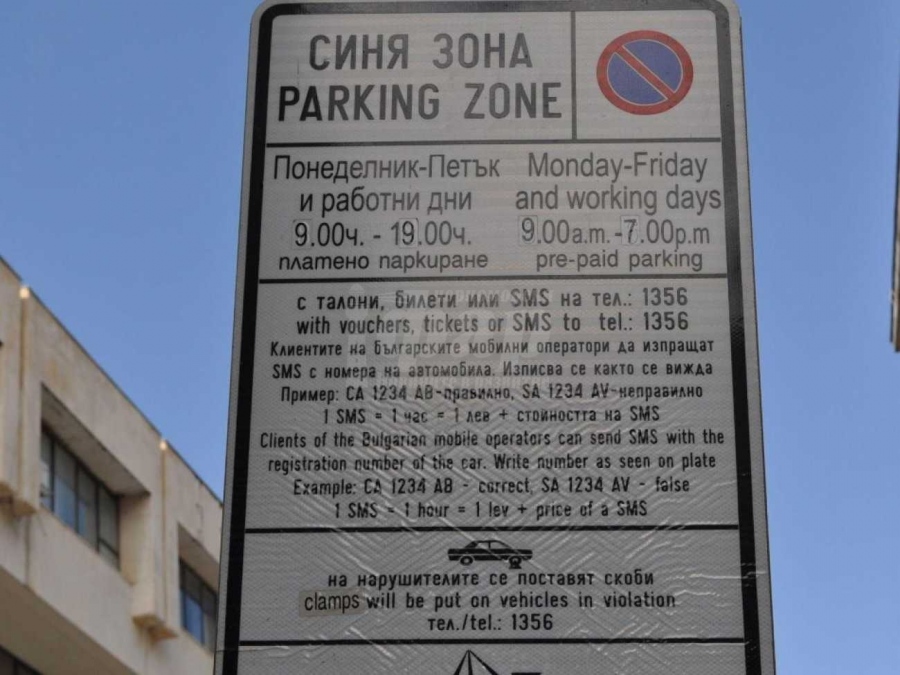 СИНЯ ЗОНА
PARKING ZONE
Понеделник-Петък
и работни дни
9.00ч. - 19.00ч.
платено паркиране
Monday-Friday
and working days
9.00a.m. -7.00p.m
pre-paid parking
с талони, билети или SMS на тел.: 1356
with vouchers, tickets or SMS to tel.: 1356
Клиентите на българските мобилни оператори да изпращат
SMS с номера на автомобила. Изписва се както се вижда
Пример: СА 1234 АВ-правилно, SA 1234 AV-неправилно
1 SMS = 1 час = 1 лев + стойността на SMS
Clients of the Bulgarian mobile operators can send SMS with the
registration number of the car. Write number as seen on plate
Example: CA 1234 AB - correct, SA 1234 AV - false
1 SMS = 1 hour = 1 lev + price of a SMS
на нарушителите се поставят скоби
clamps will be put on vehicles in violation
тел./tel.: 1356